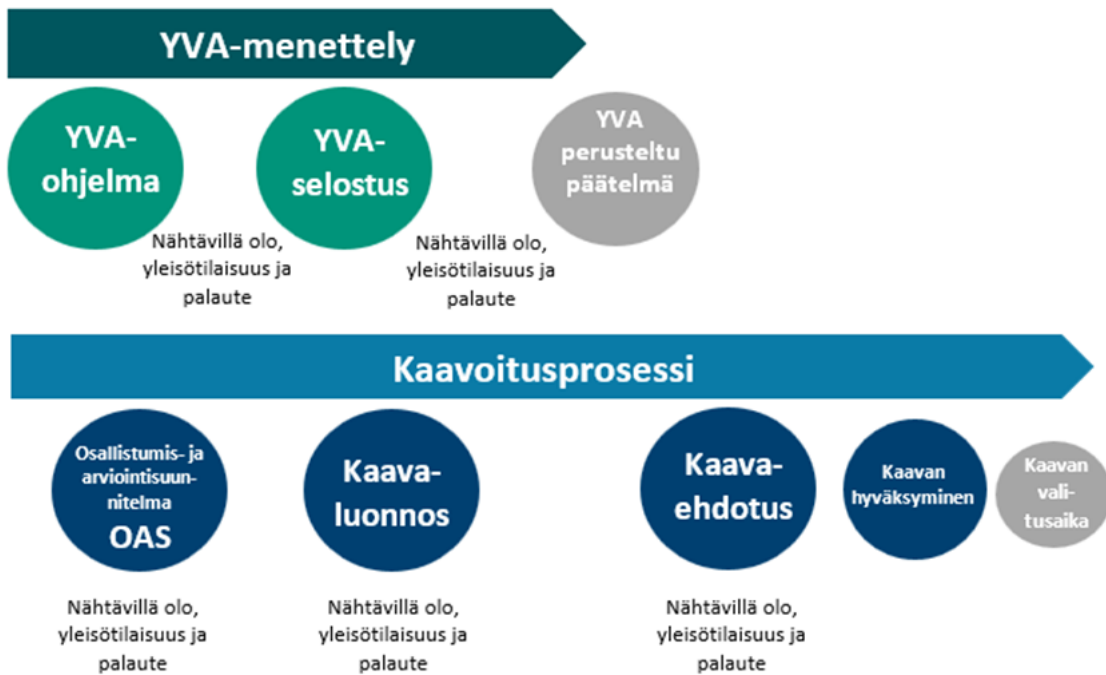 YVA-menettely
YVA-
ohjelma
YVA-
selostus
YVA
perusteltu
päätelmä
Nähtävillä olo,
yleisötilaisuus ja
palaute
Nähtävillä olo,
yleisötilaisuus ja
palaute
Kaavoitusprosessi
Osallistumis- ja
arviointisuun-
nitelma
OAS
Kaava-
luonnos
Kaava-
ehdotus
Kaavan
hyväksyminen
Kaavan
vali-
tusaika
Nähtävillä olo,
yleisötilaisuus ja
palaute
Nähtävillä olo,
yleisötilaisuus ja
palaute
Nähtävillä olo,
yleisötilaisuus ja
palaute